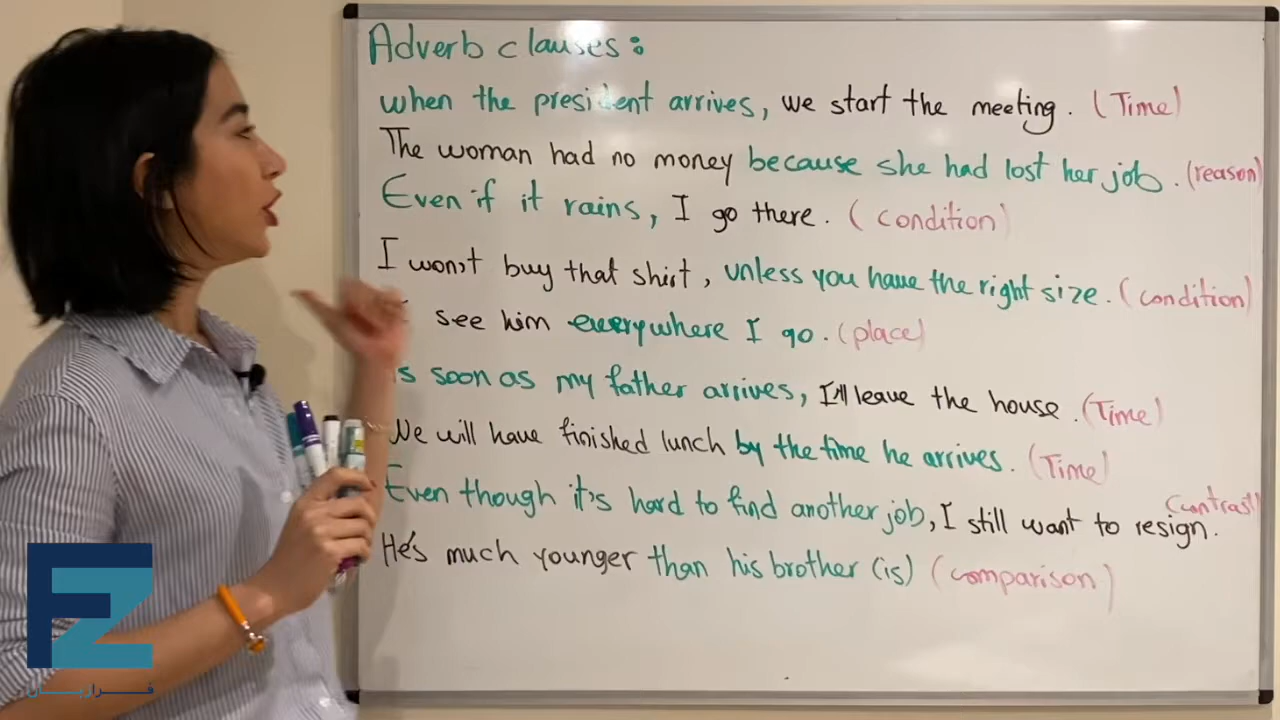 Adverb clauses:
when the president arrives, we start the meeting. (Time)
The woman had no money because she had lost her job. (reason)
Even if it rains, I go there. (condition)
I won't buy that shirt, unless you have the right size. (condition)
see him everywhere I go. (place)
s soon as my father arrives, I'll leave the house. (Time)
We will have finished lunch by the time he arrives. (Time)
Even though it's hard to find another job, I still want to resign. (contrast)
He's much younger than his brother (is) (comparison)
FZ
فرازبان